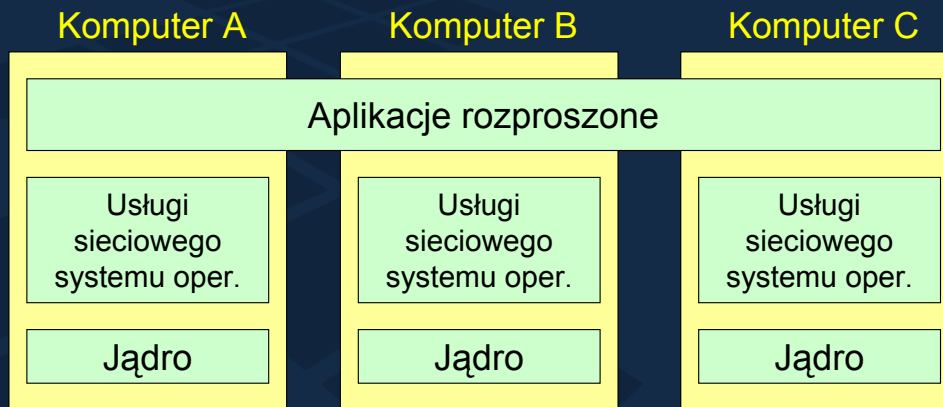 Komputer A
Komputer B
Komputer C
Aplikacje rozproszone
Usługi
sieciowego
systemu oper.
Usługi
sieciowego
systemu oper.
Usługi
sieciowego
systemu oper.
Jądro
Jądro
Jądro